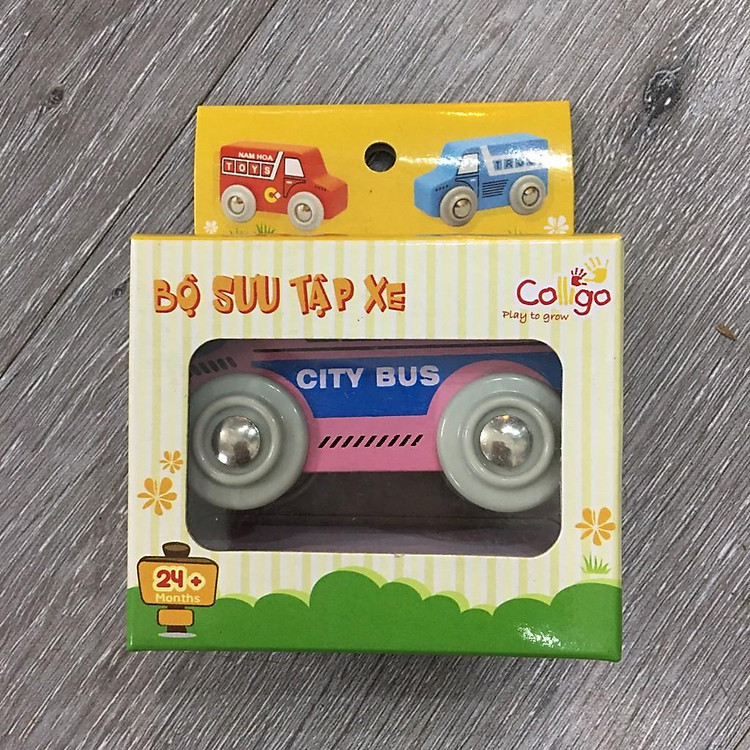 NAM HOA
TOYS
BỘ SƯU TẬP XE
Colligo
Play to grow
CITY BUS
24+
Months